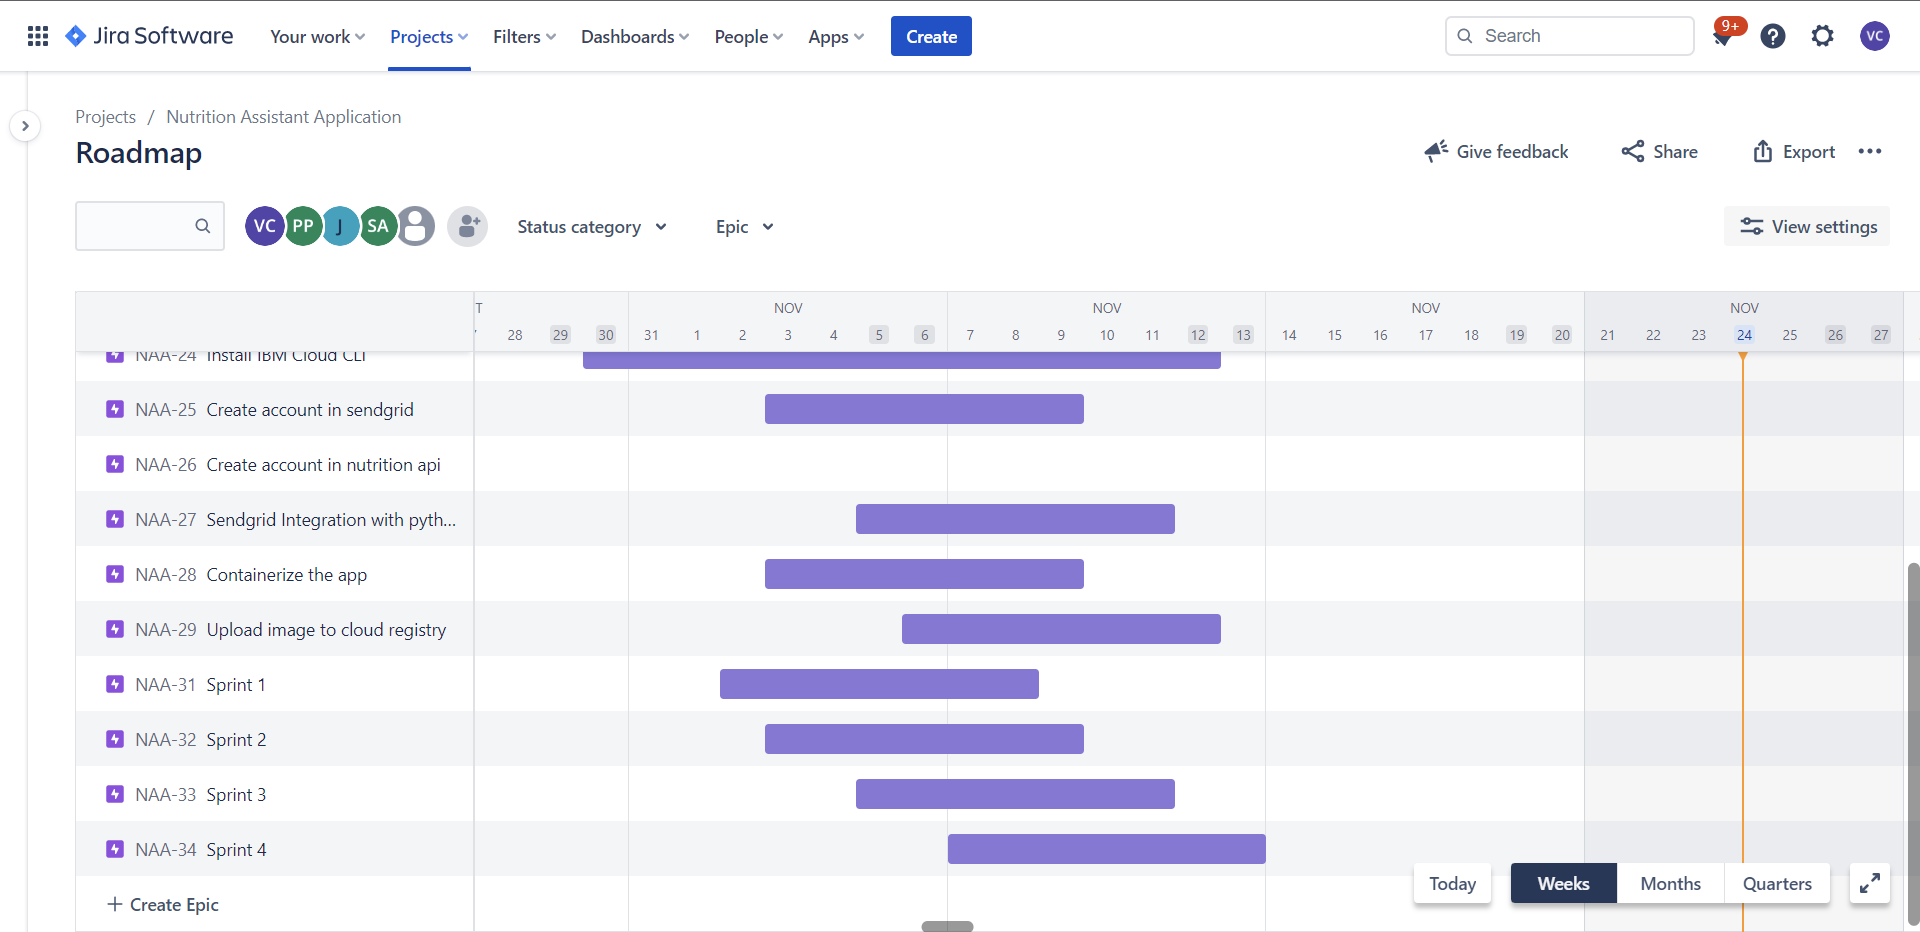 Jira Software Your work Projects Filters Dashboards People Apps Create Search 9+ ? VC
Projects / Nutrition Assistant Application
Roadmap
Give feedback Share Export
VC PP J SA Status category Epic View settings
T NOV NOV NOV NOV
28 29 30 31 1 2 3 4 5 6 7 8 9 10 11 12 13 14 15 16 17 18 19 20 21 22 23 24 25 26 27
NAA-24 Install IBM Cloud CLI
NAA-25 Create account in sendgrid
NAA-26 Create account in nutrition api
NAA-27 Sendgrid Integration with pyth...
NAA-28 Containerize the app
NAA-29 Upload image to cloud registry
NAA-31 Sprint 1
NAA-32 Sprint 2
NAA-33 Sprint 3
NAA-34 Sprint 4
Today Weeks Months Quarters
+ Create Epic